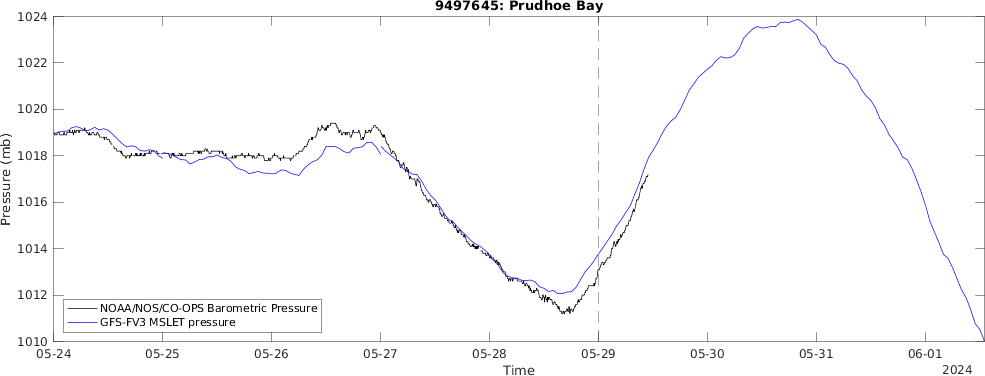 9497645: Prudhoe Bay
1024
1022
1020
1018
1016
1014
1012
1010
Pressure (mb)
NOAA/NOS/CO-OPS Barometric Pressure
GFS-FV3 MSLET pressure
05-24 05-25 05-26 05-27 05-28 05-29 05-30 05-31 06-01
Time
2024